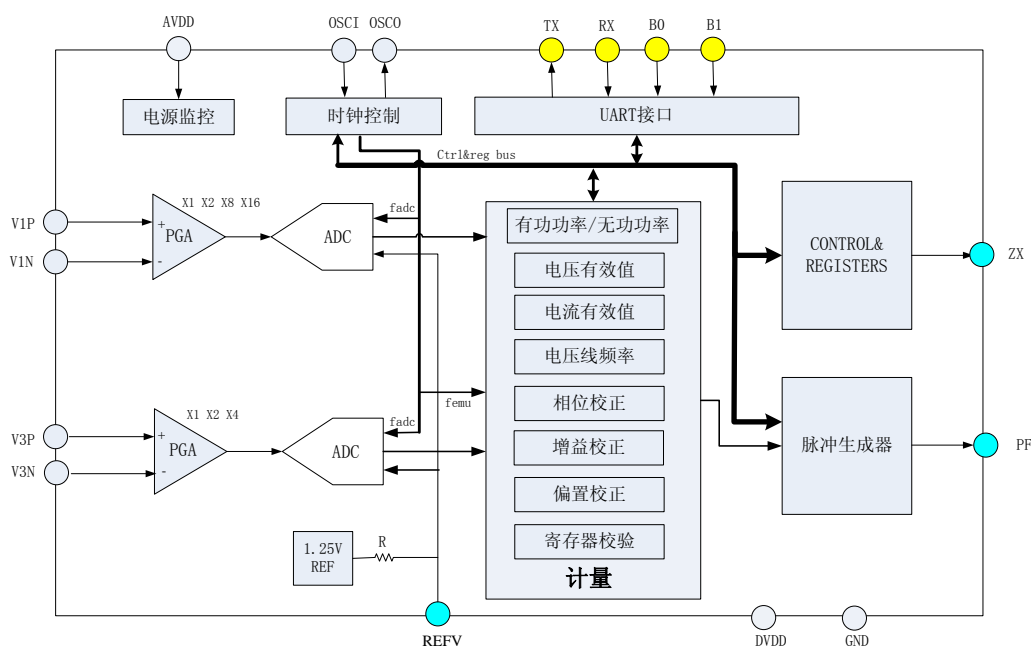 AVDD
OSCI OSCO
TX RX B0 B1
电源监控
时钟控制
UART接口
Ctrl&reg bus
V1P
V1N
+
-
PGA
X1 X2 X8 X16
ADC
fadc
有功功率/无功功率
电压有效值
电流有效值
电压线频率
相位校正
增益校正
偏置校正
寄存器校验
计量
CONTROL&
REGISTERS
ZX
V3P
V3N
+
-
PGA
X1 X2 X4
ADC
fadc
femu
脉冲生成器
PF
1.25V
REF
R
REFV
DVDD
GND